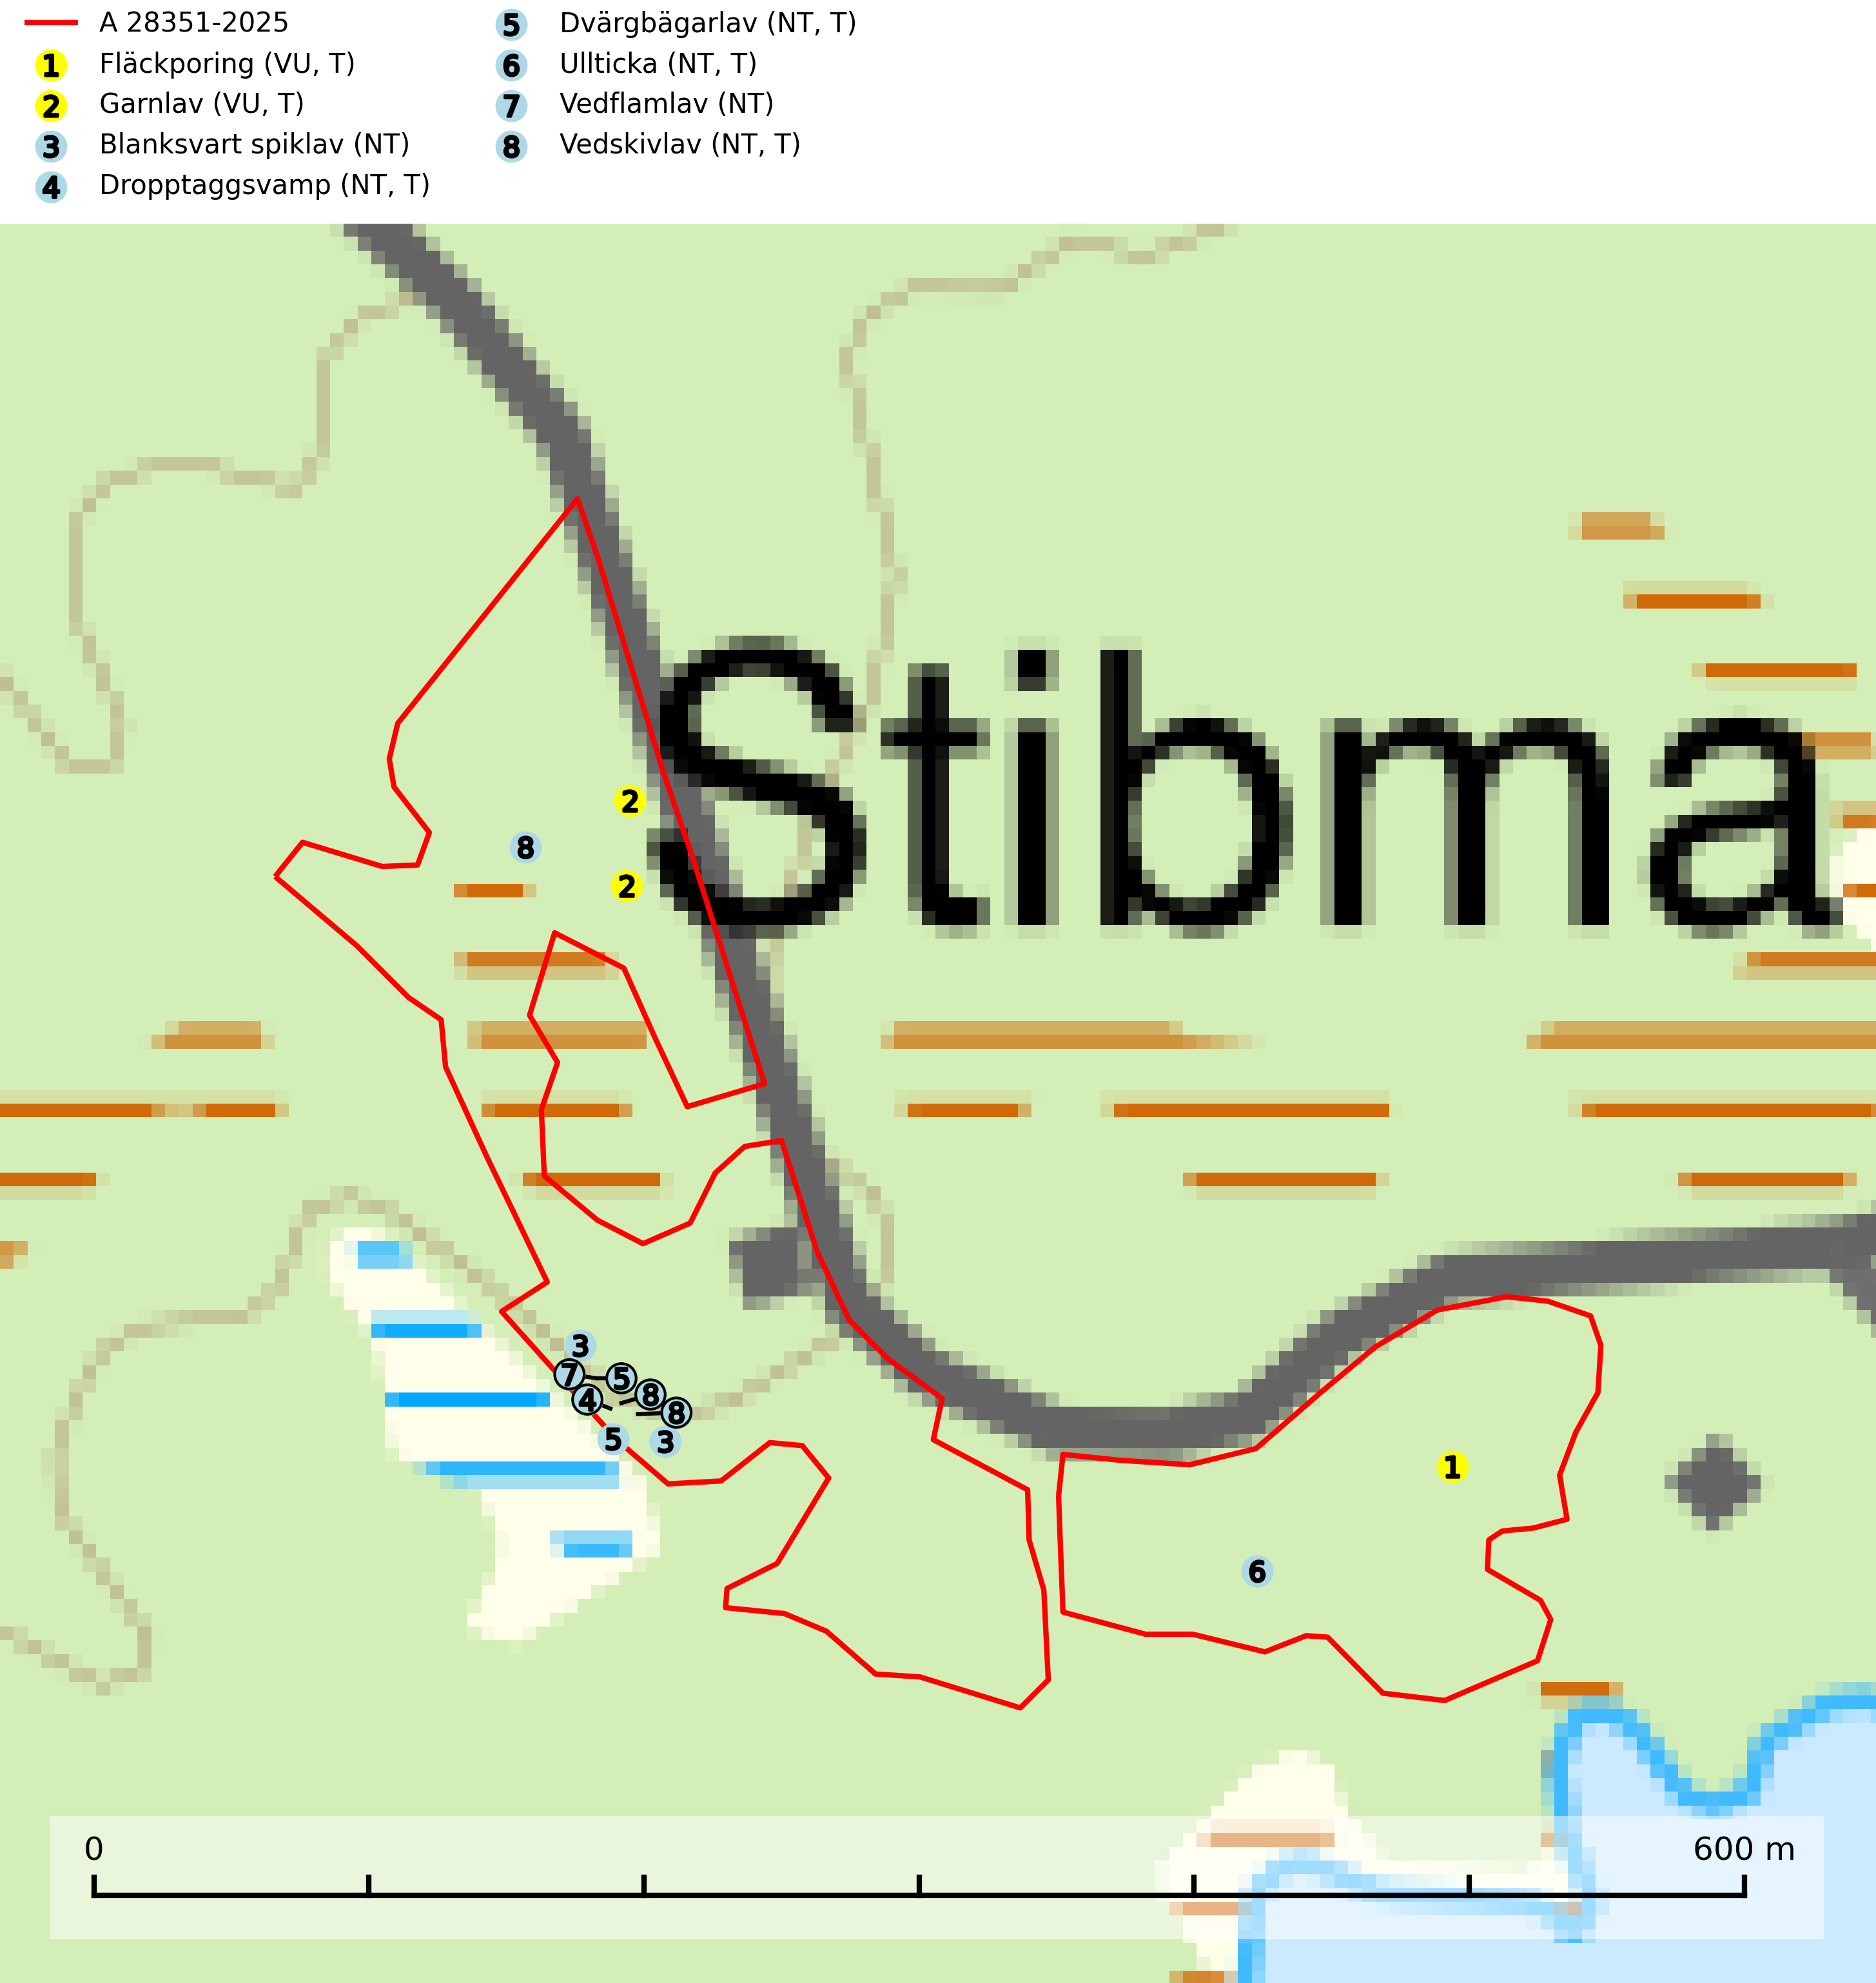 A 28351-2025
1 Fläckporing (VU, T)
2 Garnlav (VU, T)
3 Blanksvart spiklav (NT)
4 Dropptaggsvamp (NT, T)
5 Dvärgbägarlav (NT, T)
6 Ullticka (NT, T)
7 Vedflamlav (NT)
8 Vedskivlav (NT, T)
Stibma
2
8
2
3
7 5
4 8 8
5 3
1
6
0 600 m